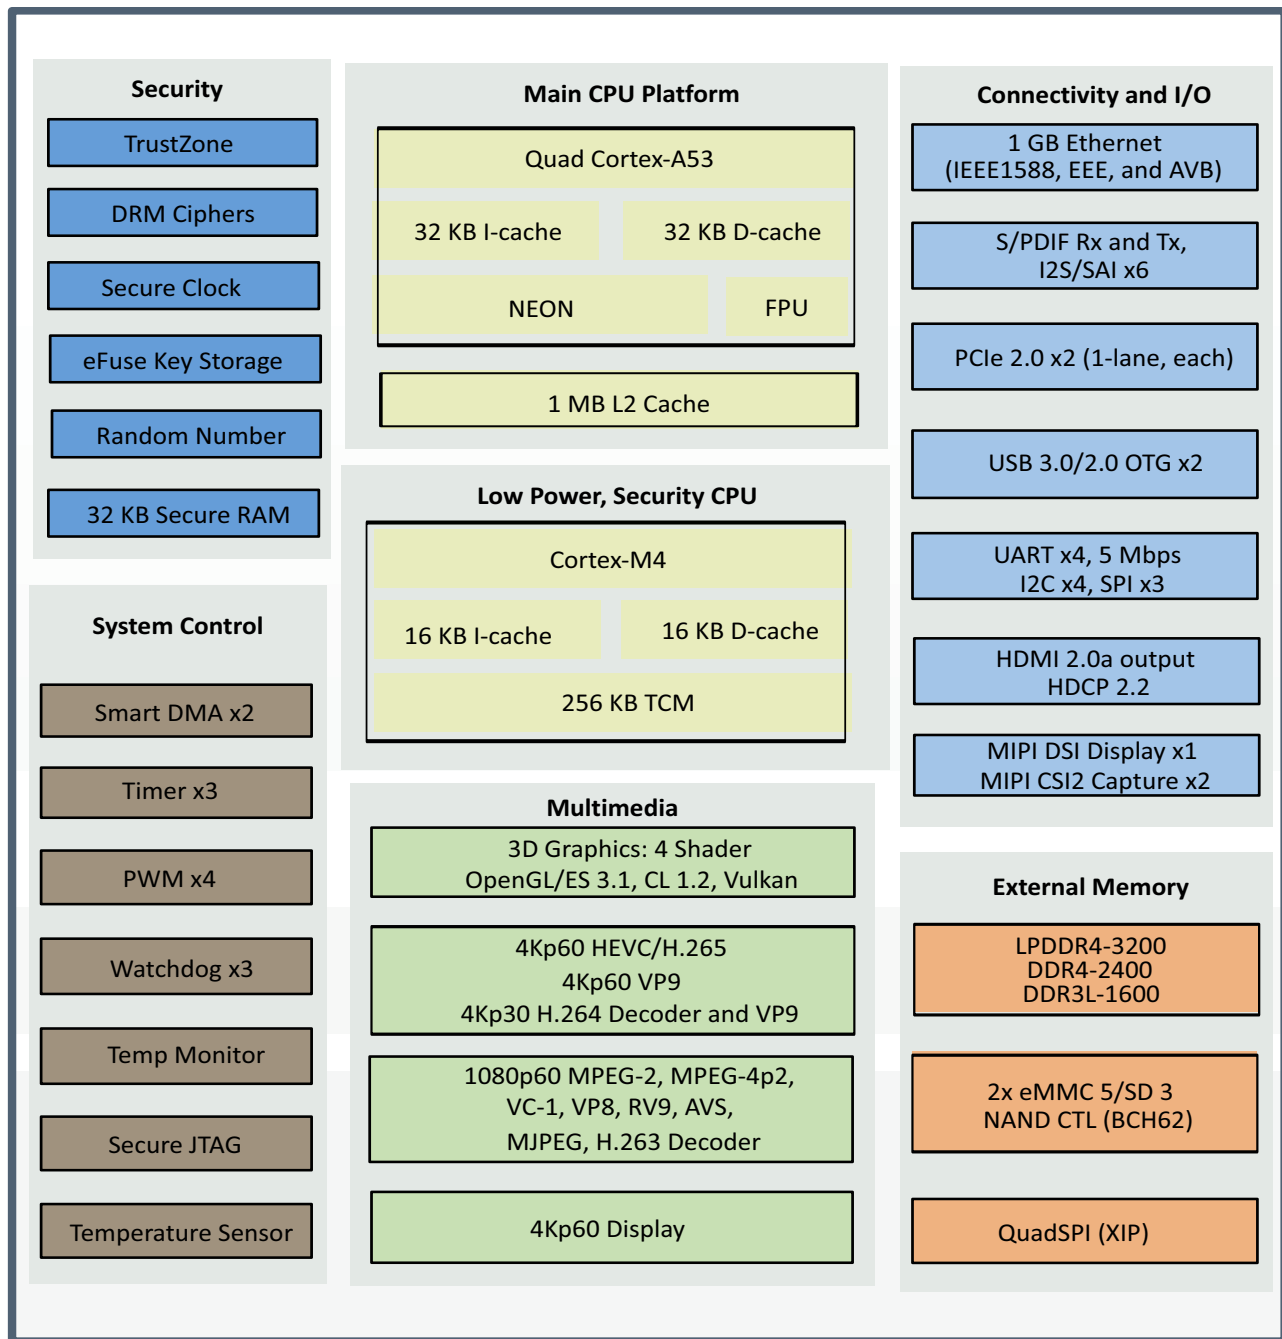 Security
TrustZone
DRM Ciphers
Secure Clock
eFuse Key Storage
Random Number
32 KB Secure RAM
System Control
Smart DMA x2
Timer x3
PWM x4
Watchdog x3
Temp Monitor
Secure JTAG
Temperature Sensor
Main CPU Platform
Quad Cortex-A53
32 KB I-cache
32 KB D-cache
NEON
FPU
1 MB L2 Cache
Low Power, Security CPU
Cortex-M4
16 KB I-cache
16 KB D-cache
256 KB TCM
Multimedia
3D Graphics: 4 Shader
OpenGL/ES 3.1, CL 1.2, Vulkan
4Kp60 HEVC/H.265
4Kp60 VP9
4Kp30 H.264 Decoder and VP9
1080p60 MPEG-2, MPEG-4p2,
VC-1, VP8, RV9, AVS,
MJPEG, H.263 Decoder
4Kp60 Display
Connectivity and I/O
1 GB Ethernet
(IEEE1588, EEE, and AVB)
S/PDIF Rx and Tx,
I2S/SAI x6
PCIe 2.0 x2 (1-lane, each)
USB 3.0/2.0 OTG x2
UART x4, 5 Mbps
I2C x4, SPI x3
HDMI 2.0a output
HDCP 2.2
MIPI DSI Display x1
MIPI CSI2 Capture x2
External Memory
LPDDR4-3200
DDR4-2400
DDR3L-1600
2x eMMC 5/SD 3
NAND CTL (BCH62)
QuadSPI (XIP)